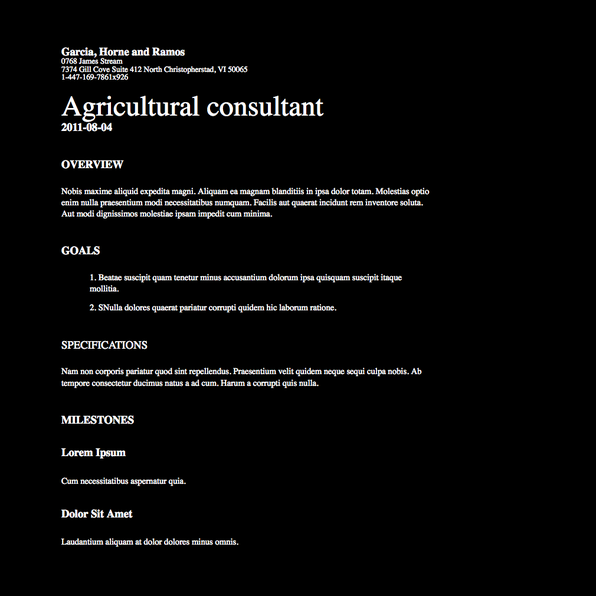 Garcia, Horne and Ramos
0768 James Stream
7374 Gill Cove Suite 412 North Christopherstad, VI 50065
1-447-169-7861x926
Agricultural consultant
2011-08-04
OVERVIEW
Nobis maxime aliquid expedita magni. Aliquam ea magnam blanditiis in ipsa dolor totam. Molestias optio
enim nulla praesentium modi necessitatibus numquam. Facilis aut quaerat incidunt rem inventore soluta.
Aut modi dignissimos molestiae ipsam impedit cum minima.
GOALS
1. Beatae suscipit quam tenetur minus accusantium dolorum ipsa quisquam suscipit itaque
mollitia.
2. SNulla dolores quaerat pariatur corrupti quidem hic laborum ratione.
SPECIFICATIONS
Nam non corporis pariatur quod sint repellendus. Praesentium velit quidem neque sequi culpa nobis. Ab
tempore consectetur ducimus natus a ad cum. Harum a corrupti quis nulla.
MILESTONES
Lorem Ipsum
Cum necessitatibus aspernatur quia.
Dolor Sit Amet
Laudantium aliquam at dolor dolores minus omnis.